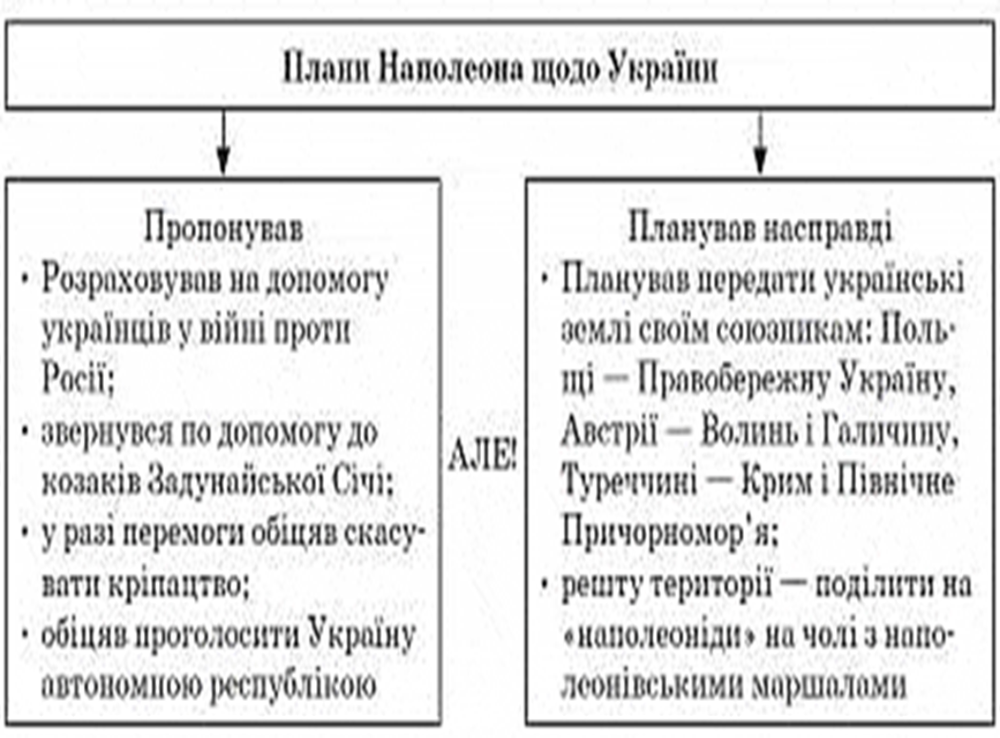 Плани Наполеона щодо України
Пропонував
· Розраховував на допомогу
українців у війні проти
Росії;
· звернувся по допомогу до
козаків Задунайської Січі;
· у разі перемоги обіцяв скасу-
вати кріпацтво;
· обіцяв проголосити Україну
автономною республікою
АЛЕ!
Планував насправді
· Планував передати українські
землі своїм союзникам: Поль-
щі — Правобережну Україну,
Австрії — Волинь і Галичину,
Туреччині — Крим і Північне
Причорномор'я;
· решту території — поділити на
«наполеоніди» на чолі з напо-
леонівськими маршалами